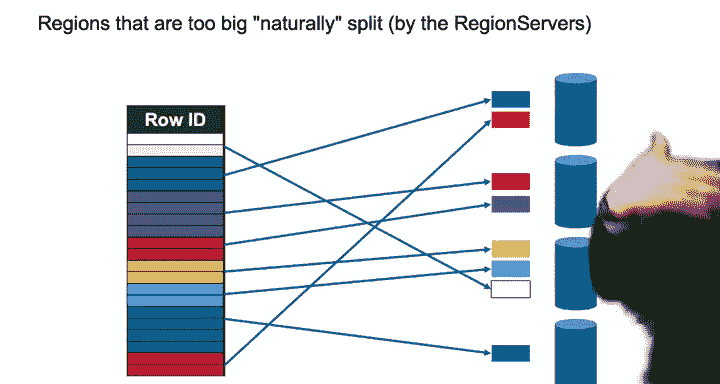 Regions that are too big "naturally" split (by the RegionServers)
Row ID